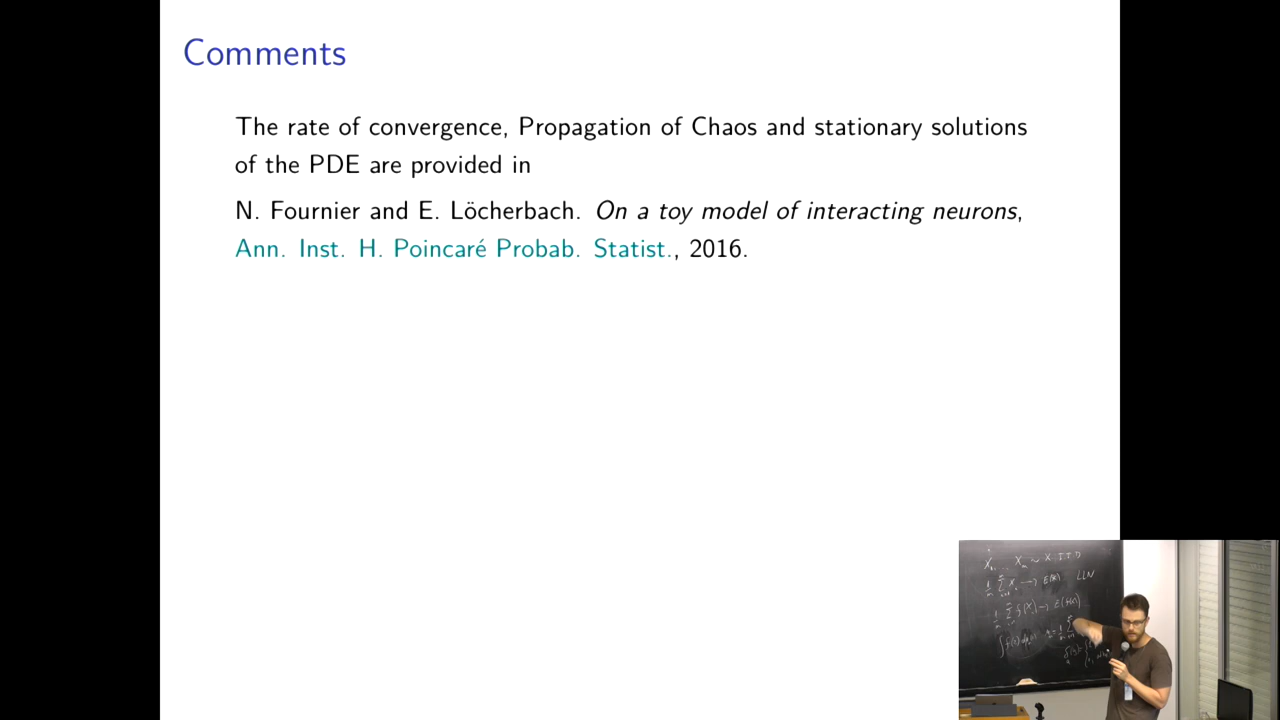 Comments
The rate of convergence, Propagation of Chaos and stationary solutions
of the PDE are provided in
N. Fournier and E. Löcherbach. On a toy model of interacting neurons,
Ann. Inst. H. Poincaré Probab. Statist., 2016.
LLN